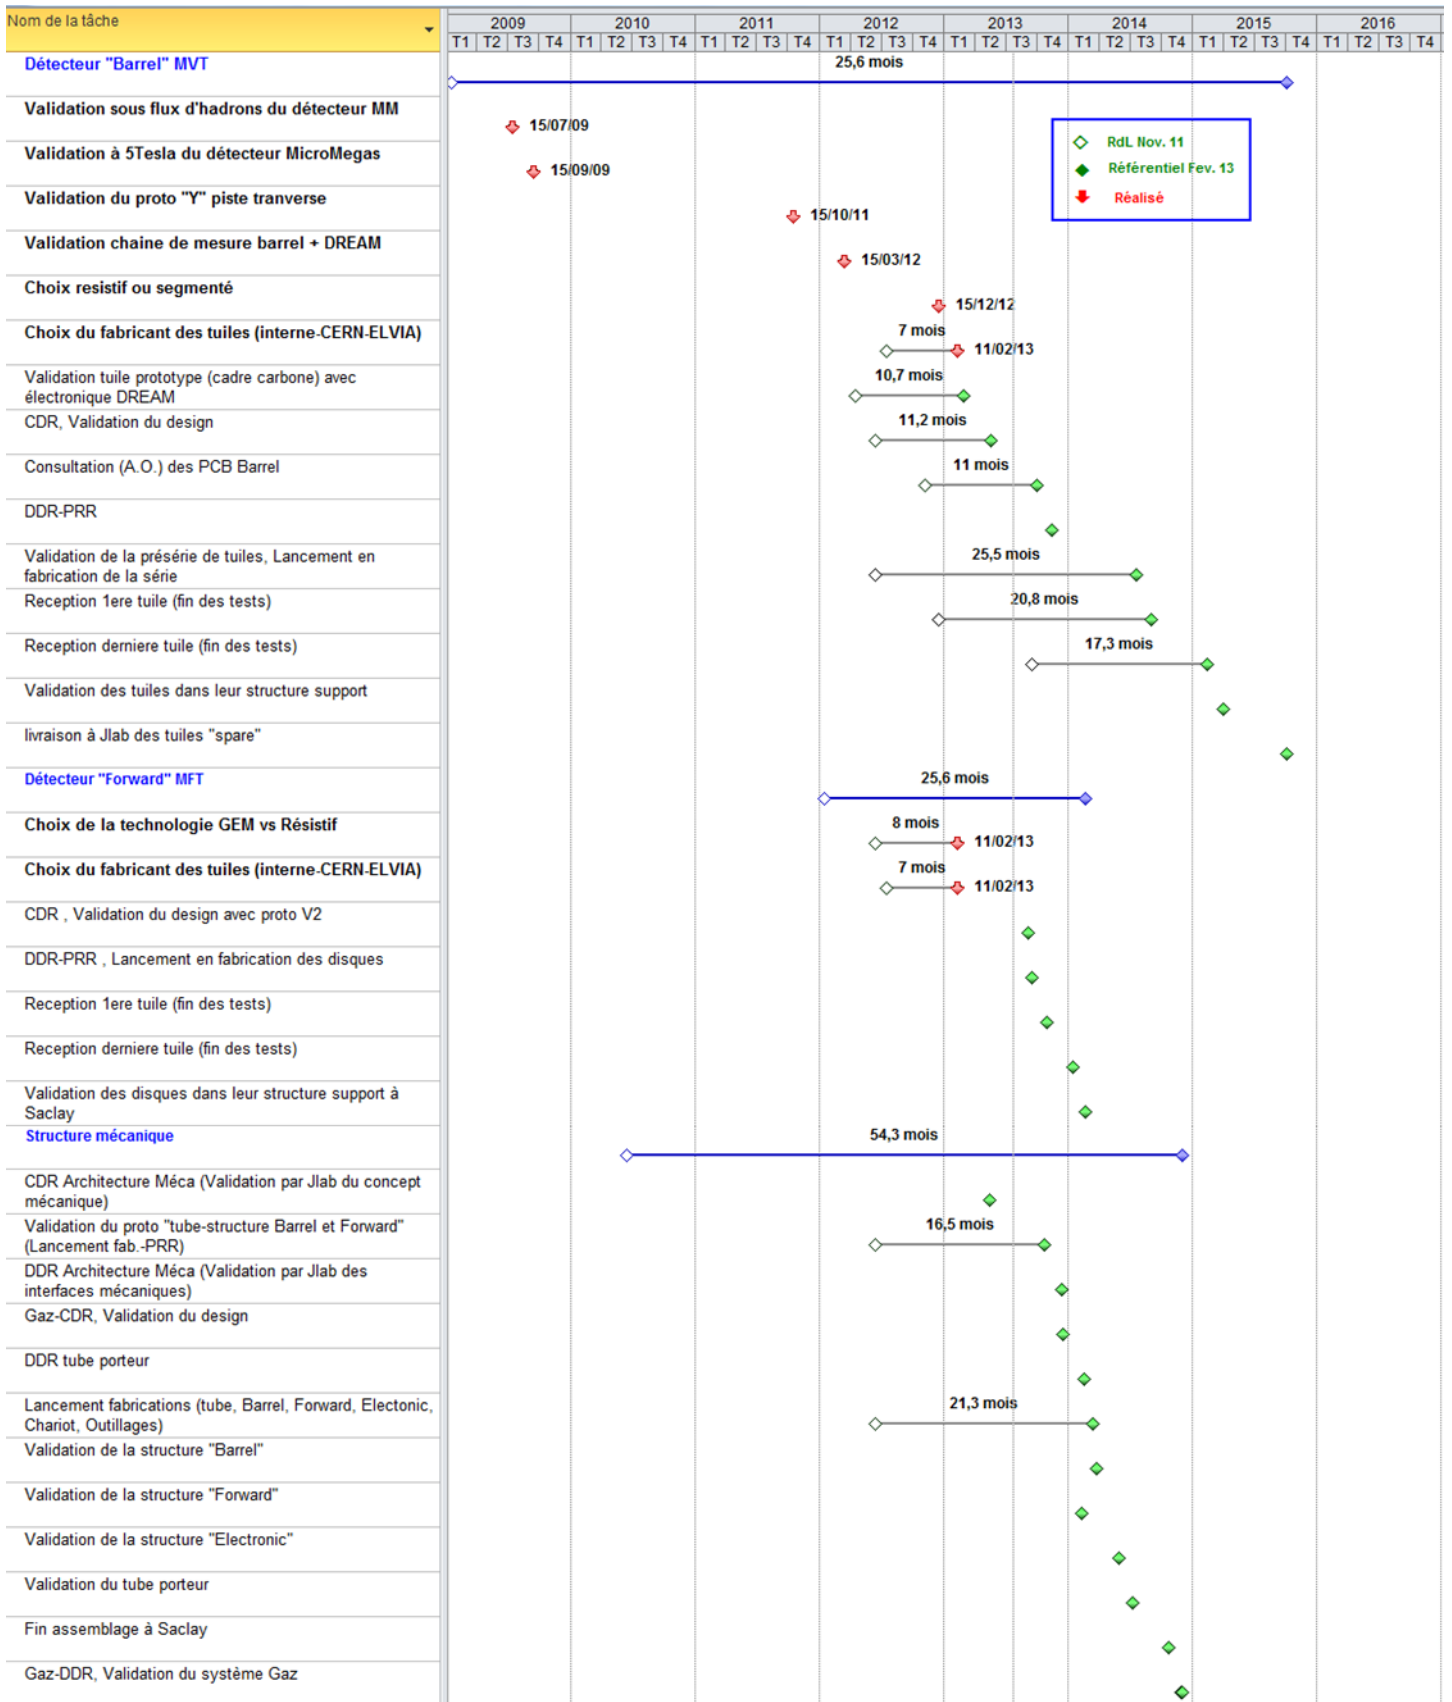 Nom de la tâche
2009 2010 2011 2012 2013 2014 2015 2016
T1 T2 T3 T4 T1 T2 T3 T4 T1 T2 T3 T4 T1 T2 T3 T4 T1 T2 T3 T4 T1 T2 T3 T4 T1 T2 T3 T4 T1 T2 T3 T4
Détecteur "Barrel" MVT
25,6 mois
Validation sous flux d'hadrons du détecteur MM
15/07/09
RdL Nov. 11
Référentiel Fev. 13
Réalisé
Validation à 5Tesla du détecteur MicroMegas
15/09/09
Validation du proto "Y" piste tranverse
15/10/11
Validation chaine de mesure barrel + DREAM
15/03/12
Choix resistif ou segmenté
15/12/12
Choix du fabricant des tuiles (interne-CERN-ELVIA)
7 mois
11/02/13
Validation tuile prototype (cadre carbone) avec
électronique DREAM
10,7 mois
CDR, Validation du design
11,2 mois
Consultation (A.O.) des PCB Barrel
11 mois
DDR-PRR
Validation de la présérie de tuiles, Lancement en
fabrication de la série
25,5 mois
Reception 1ere tuile (fin des tests)
20,8 mois
Reception derniere tuile (fin des tests)
17,3 mois
Validation des tuiles dans leur structure support
livraison à Jlab des tuiles "spare"
Détecteur "Forward" MFT
25,6 mois
Choix de la technologie GEM vs Résistif
8 mois
11/02/13
Choix du fabricant des tuiles (interne-CERN-ELVIA)
7 mois
11/02/13
CDR , Validation du design avec proto V2
DDR-PRR , Lancement en fabrication des disques
Reception 1ere tuile (fin des tests)
Reception derniere tuile (fin des tests)
Validation des disques dans leur structure support à
Saclay
Structure mécanique
54,3 mois
CDR Architecture Méca (Validation par Jlab du concept
mécanique)
Validation du proto "tube-structure Barrel et Forward"
(Lancement fab.-PRR)
16,5 mois
DDR Architecture Méca (Validation par Jlab des
interfaces mécaniques)
Gaz-CDR, Validation du design
DDR tube porteur
Lancement fabrications (tube, Barrel, Forward, Electonic,
Chariot, Outillages)
21,3 mois
Validation de la structure "Barrel"
Validation de la structure "Forward"
Validation de la structure "Electronic"
Validation du tube porteur
Fin assemblage à Saclay
Gaz-DDR, Validation du système Gaz